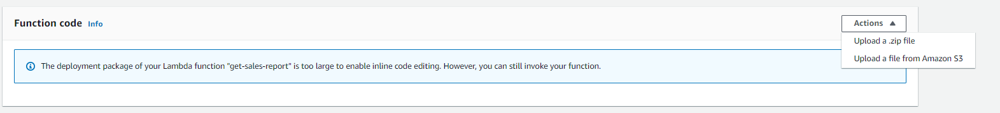 Function code Info
Actions
Upload a .zip file
Upload a file from Amazon S3
The deployment package of your Lambda function "get-sales-report" is too large to enable inline code editing. However, you can still invoke your function.